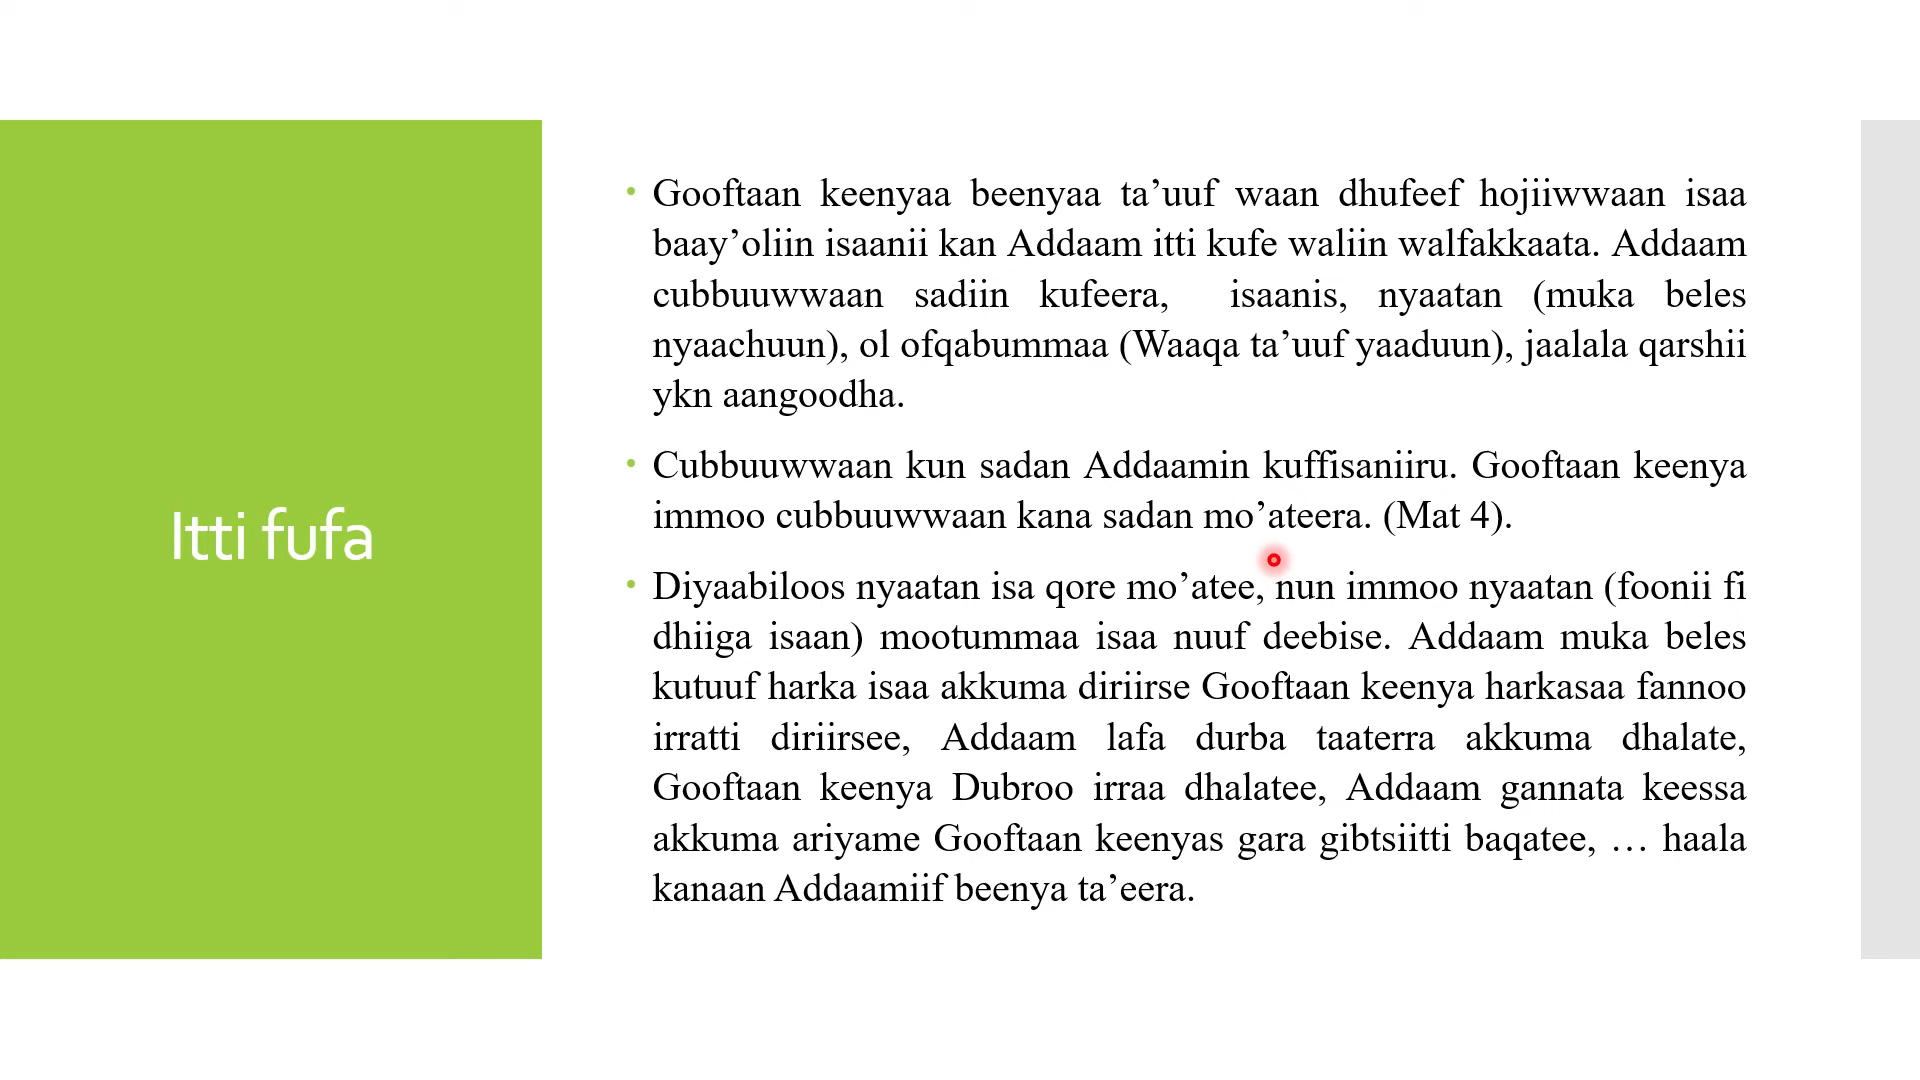 Itti fufa
• Gooftaan keenyaa beenyaa ta’uuf waan dhufeef hojiiwwaan isaa
baay’oliin isaanii kan Addaam itti kufe waliin walfakkaata. Addaam
cubbuuwwaan sadiin kufeera, isaanis, nyaatan (muka beles
nyaachuun), ol ofqabummaa (Waaqa ta’uuf yaaduun), jaalala qarshii
ykn aangoodha.
• Cubbuuwwaan kun sadan Addaamin kuffisaniiru. Gooftaan keenya
immoo cubbuuwwaan kana sadan mo’ateera. (Mat 4).
• Diyaabiloos nyaatan isa qore mo’atee, nun immoo nyaatan (foonii fi
dhiiga isaan) mootummaa isaa nuuf deebise. Addaam muka beles
kutuuf harka isaa akkuma diriirse Gooftaan keenya harkasaa fannoo
irratti diriirsee, Addaam lafa durba taaterra akkuma dhalate,
Gooftaan keenya Dubroo irraa dhalatee, Addaam gannata keessa
akkuma ariyame Gooftaan keenyas gara gibtsiitti baqatee, … haala
kanaan Addaamiif beenya ta’eera.